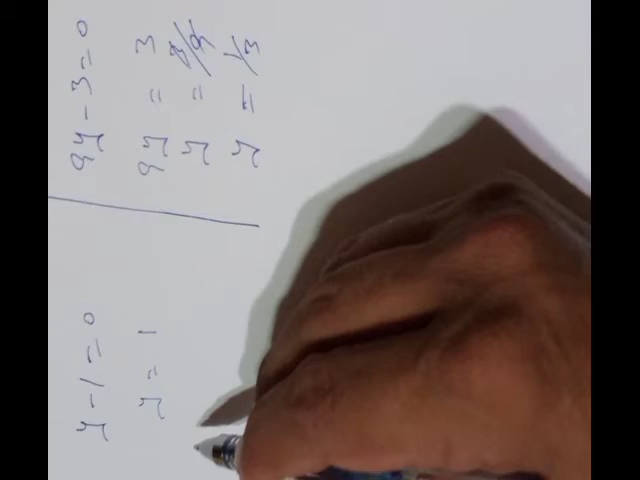 y - 1 = 0
y = 1
9y - 3 = 0
9y = 3
y = 3/9
y = 1/3